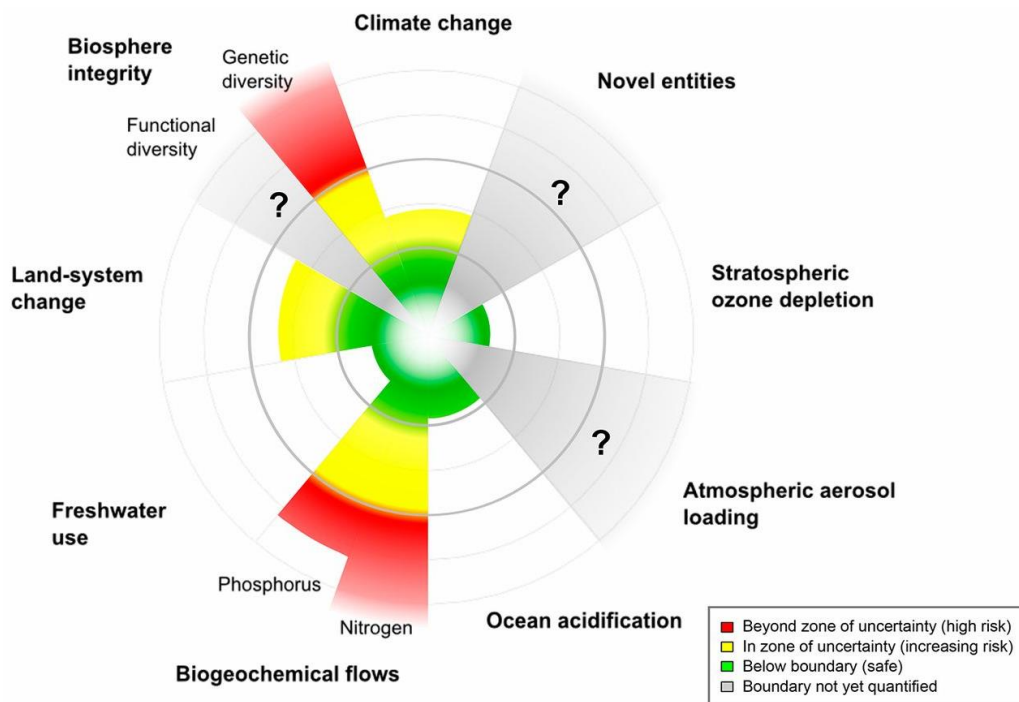 Climate change
Biosphere
integrity
Genetic
diversity
Functional
diversity
Novel entities
?
?
Land-system
change
Stratospheric
ozone depletion
?
Atmospheric aerosol
loading
Freshwater
use
Phosphorus
Nitrogen
Ocean acidification
Biogeochemical flows
Beyond zone of uncertainty (high risk)
In zone of uncertainty (increasing risk)
Below boundary (safe)
Boundary not yet quantified